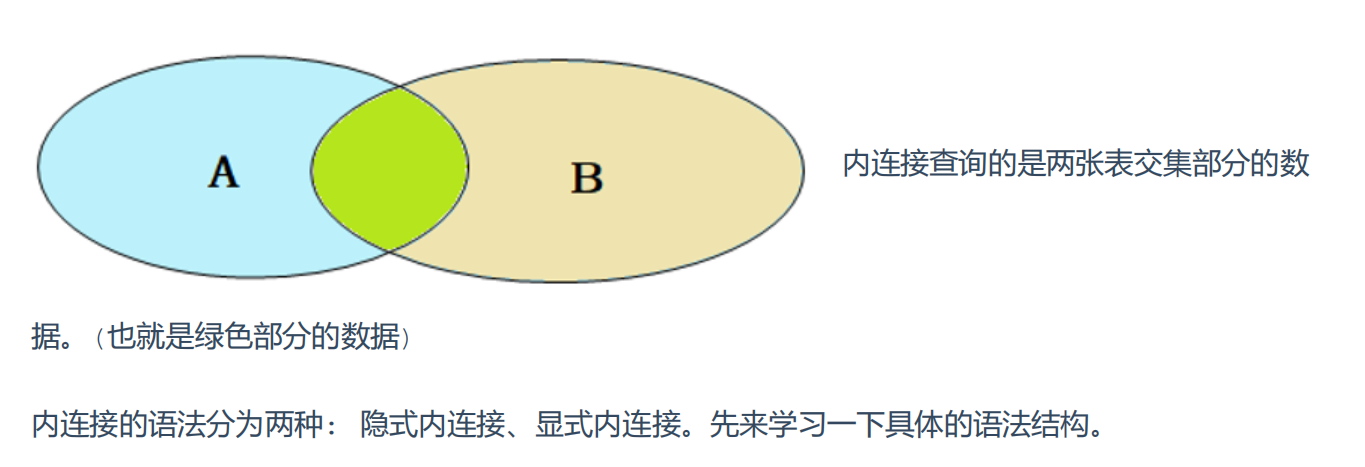 A
B
内连接查询的是两张表交集部分的数
据。（也就是绿色部分的数据）
内连接的语法分为两种： 隐式内连接、显式内连接。先来学习一下具体的语法结构。